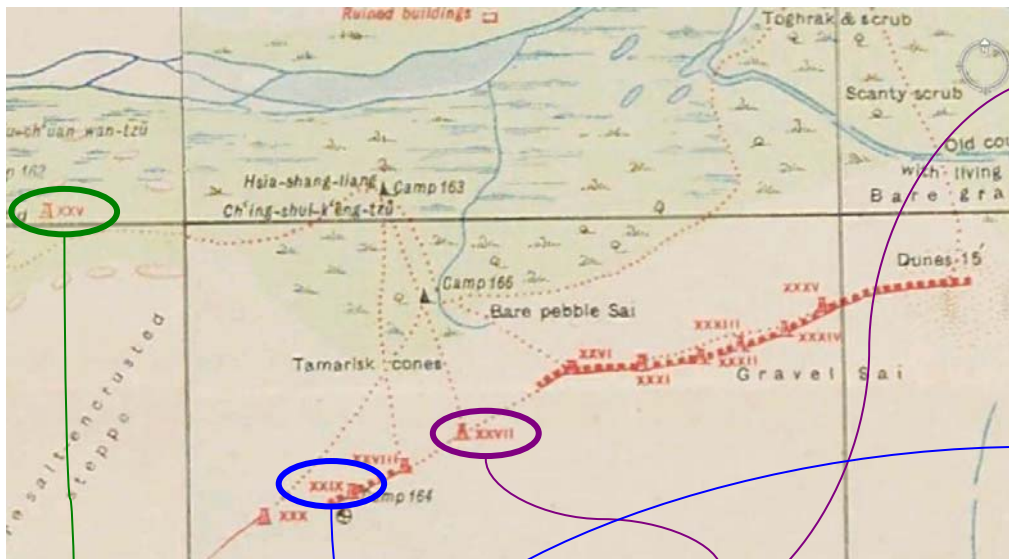 Ruined buildings
Toghrak & scrub
Scanty scrub
u-ch'uan wan-tzŭ
p 162
Hsia-shang-liang
Camp 163
Old cou
with living
Ch'ing-shui-k'êng-tzŭ
Bare gra
d
XXV
Dunes 15'
Camp 166
XXXV
Bare pebble Sai
XXXIII
XXXIV
XXVI
XXXII
Tamarisk cones
XXXI
Gravel Sai
e salt-encrusted
steppe
XXVII
XXVIII
XXIX
Camp 164
XXX